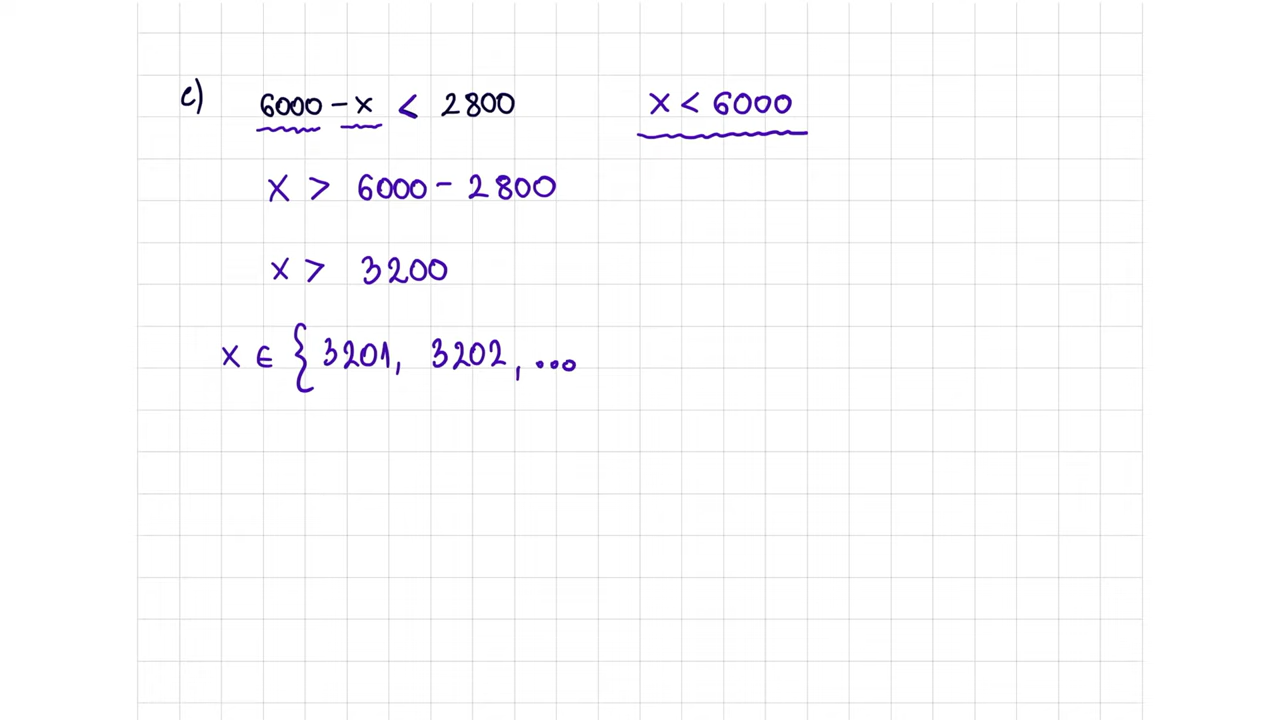 c) 6000 - x < 2800 x < 6000
x > 6000 - 2800
x > 3200
x ∈ { 3201, 3202, ...